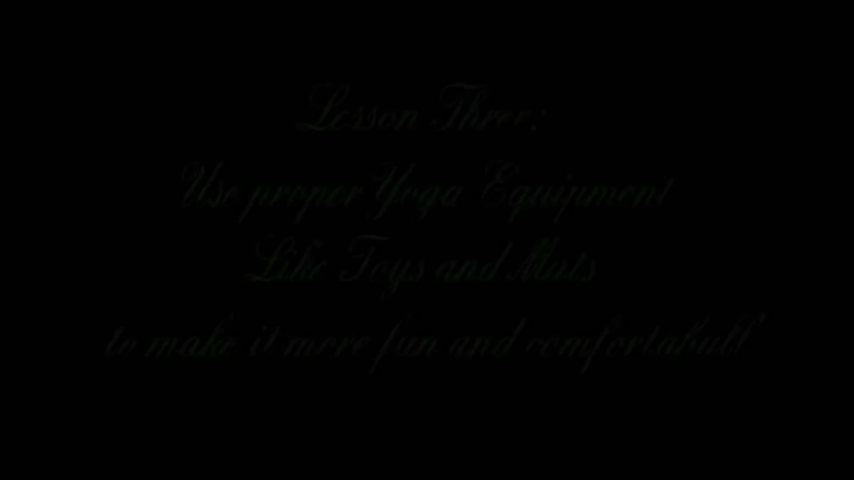 Lesson Three:
Use proper Yoga Equipment
Like Toys and Mats
to make it more fun and comfortabull